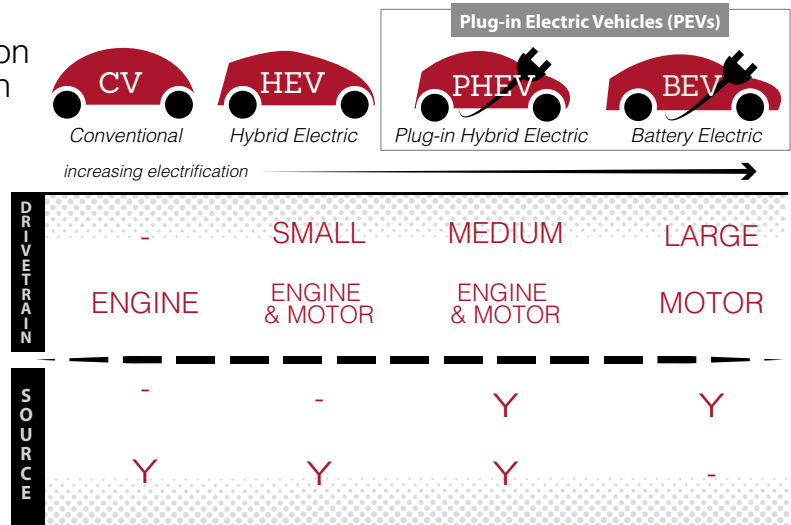 on
n
Plug-in Electric Vehicles (PEVs)
CV HEV PHEV BEV
Conventional Hybrid Electric Plug-in Hybrid Electric Battery Electric
increasing electrification
DRIVETRAIN
- SMALL MEDIUM LARGE
ENGINE ENGINE & MOTOR ENGINE & MOTOR MOTOR
SOURCE
- - Y Y
Y Y Y -